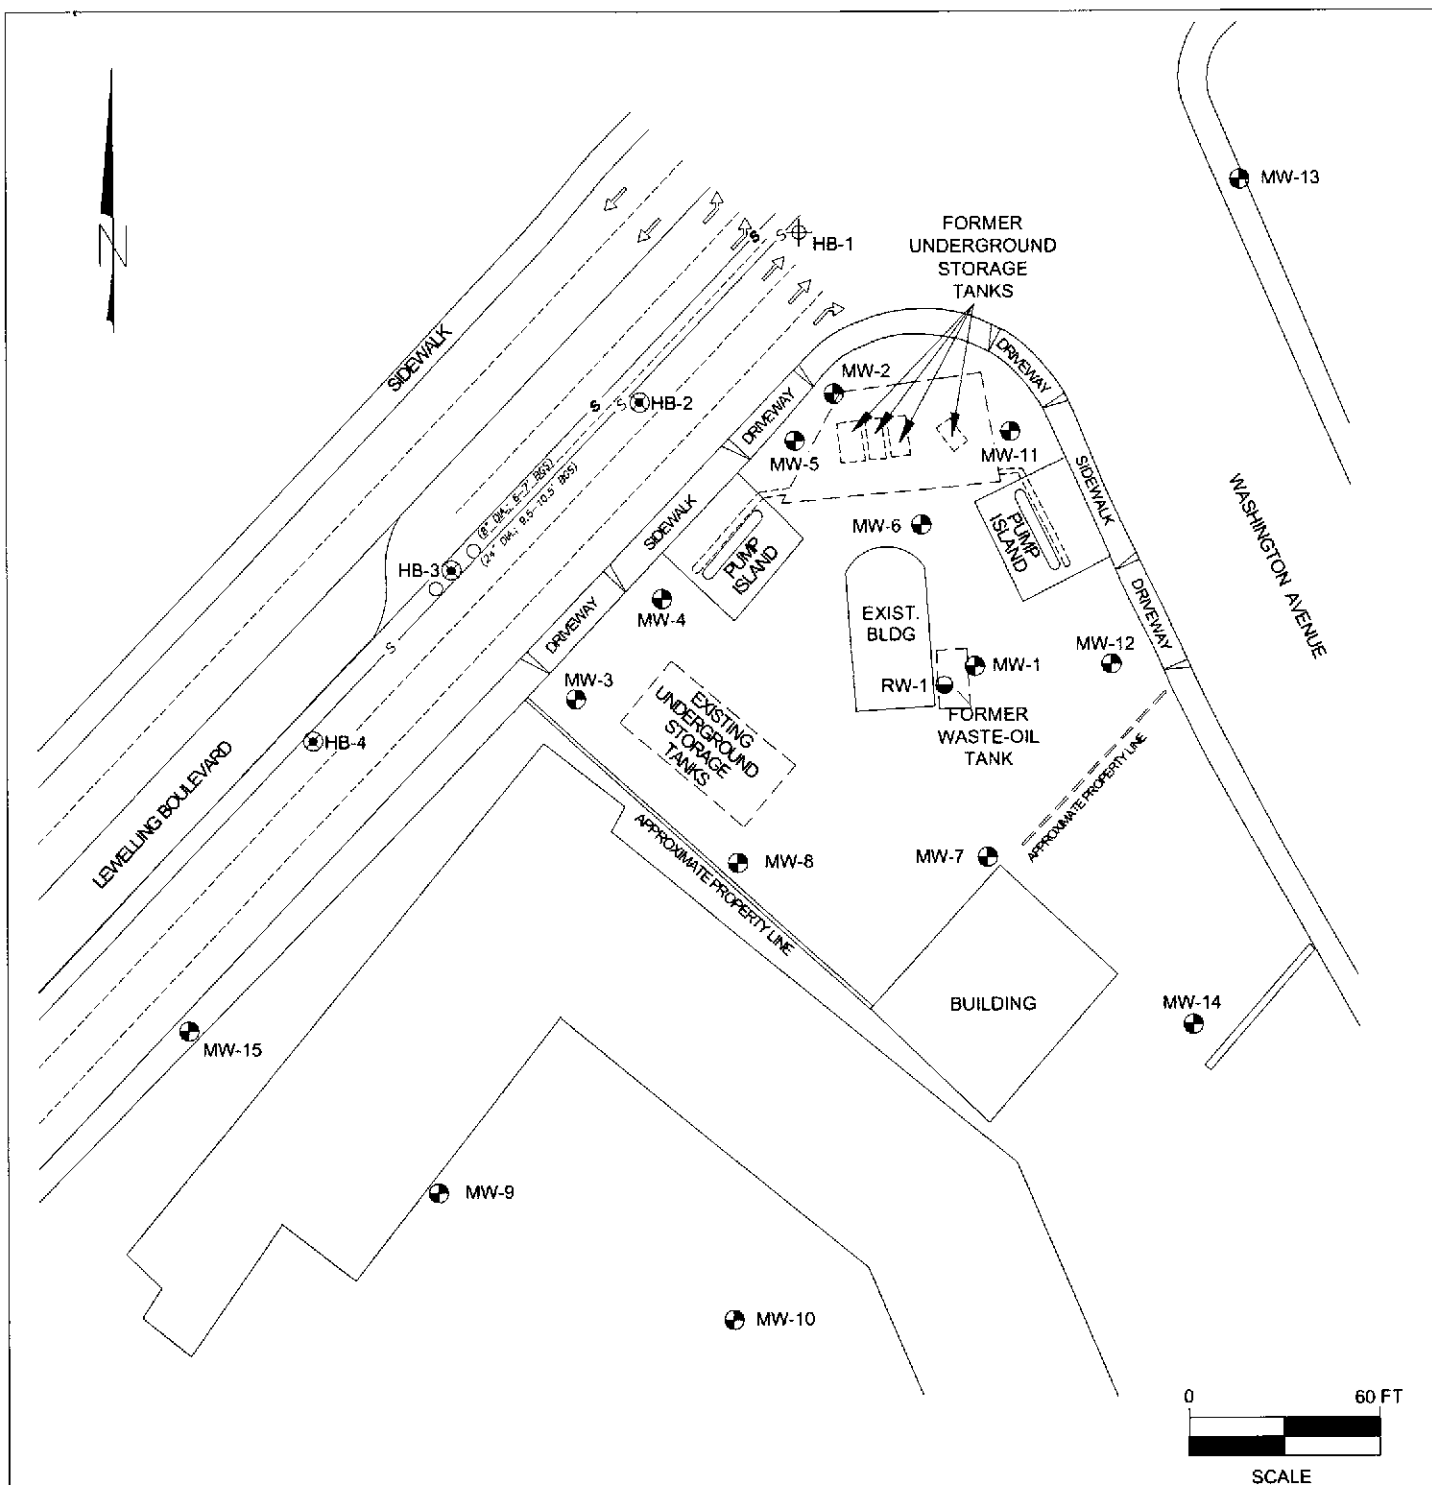 N
MW-13
FORMER
UNDERGROUND
STORAGE
TANKS
S
S
HB-1
SIDEWALK
DRIVEWAY
MW-2
S
S
HB-2
DRIVEWAY
MW-5
MW-11
SIDEWALK
WASHINGTON AVENUE
(8" DIA.; 6-7' BGS)
(24" DIA.; 9.5-10.5' BGS)
SIDEWALK
MW-6
PUMP
ISLAND
PUMP
ISLAND
HB-3
MW-4
DRIVEWAY
EXIST.
BLDG
DRIVEWAY
S
MW-3
RW-1
MW-1
MW-12
EXISTING
UNDERGROUND
STORAGE
TANKS
FORMER
WASTE-OIL
TANK
HB-4
LEWELLING BOULEVARD
APPROXIMATE PROPERTY LINE
APPROXIMATE PROPERTY LINE
MW-8
MW-7
BUILDING
MW-14
MW-15
MW-9
MW-10
0
60 FT
SCALE